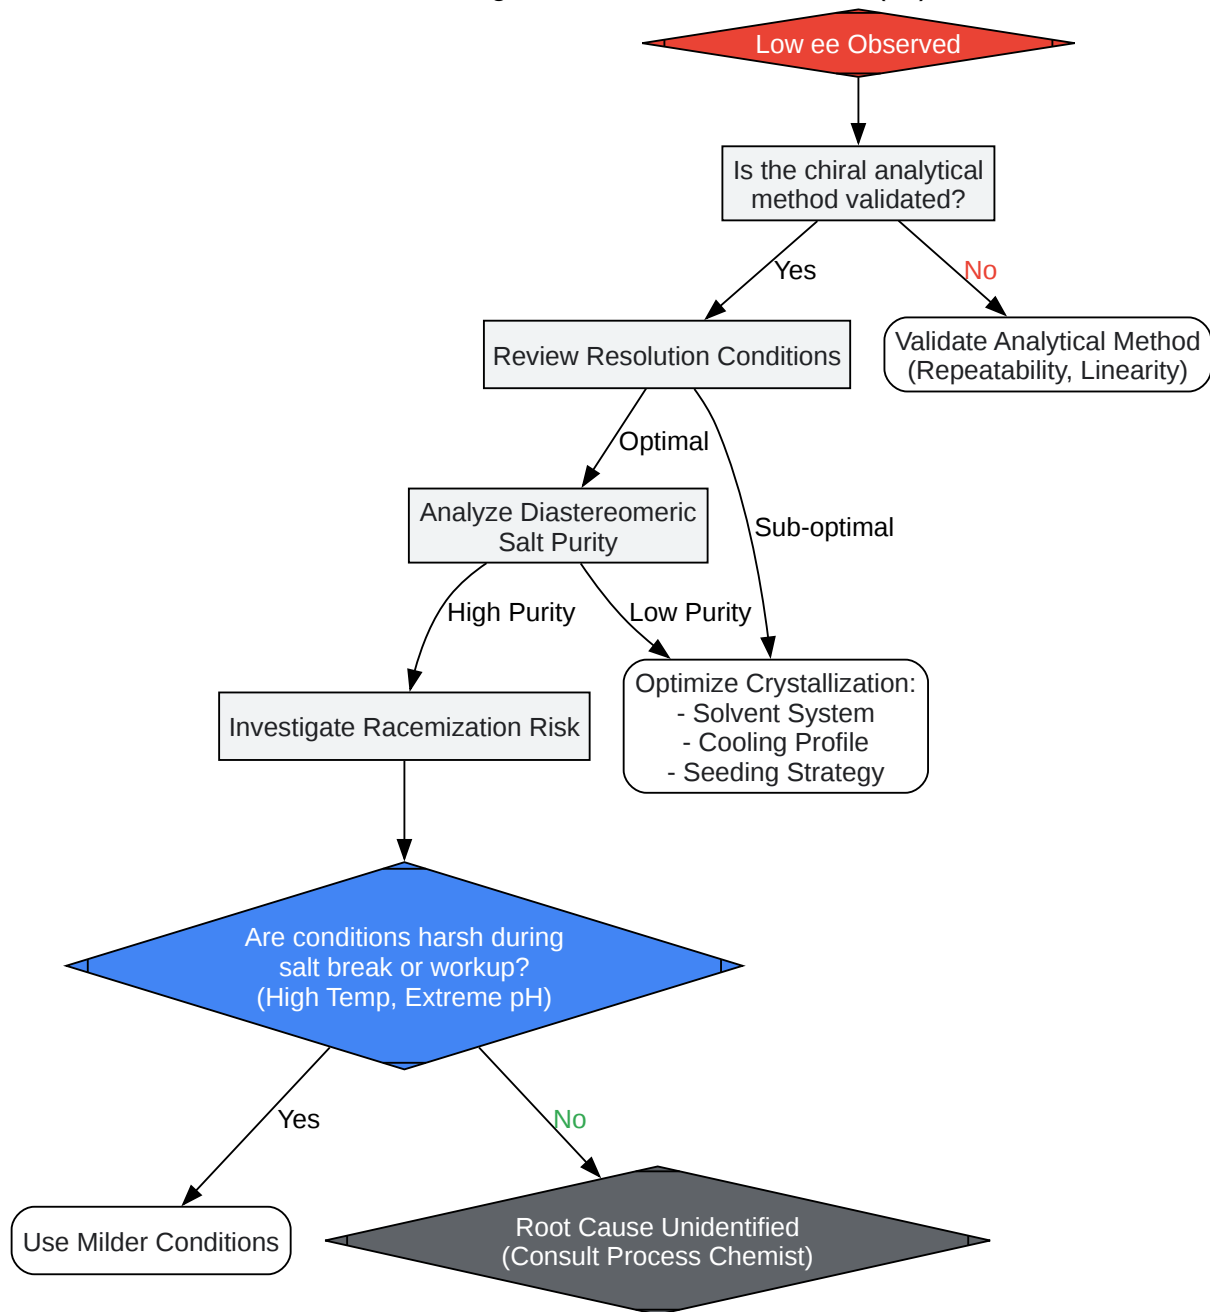 Low ee Observed
Is the chiral analytical
method validated?
Yes
No
Review Resolution Conditions
Validate Analytical Method
(Repeatability, Linearity)
Optimal
Analyze Diastereomeric
Salt Purity
Sub-optimal
High Purity
Low Purity
Optimize Crystallization:
- Solvent System
- Cooling Profile
- Seeding Strategy
Investigate Racemization Risk
Are conditions harsh during
salt break or workup?
(High Temp, Extreme pH)
Yes
No
Use Milder Conditions
Root Cause Unidentified
(Consult Process Chemist)